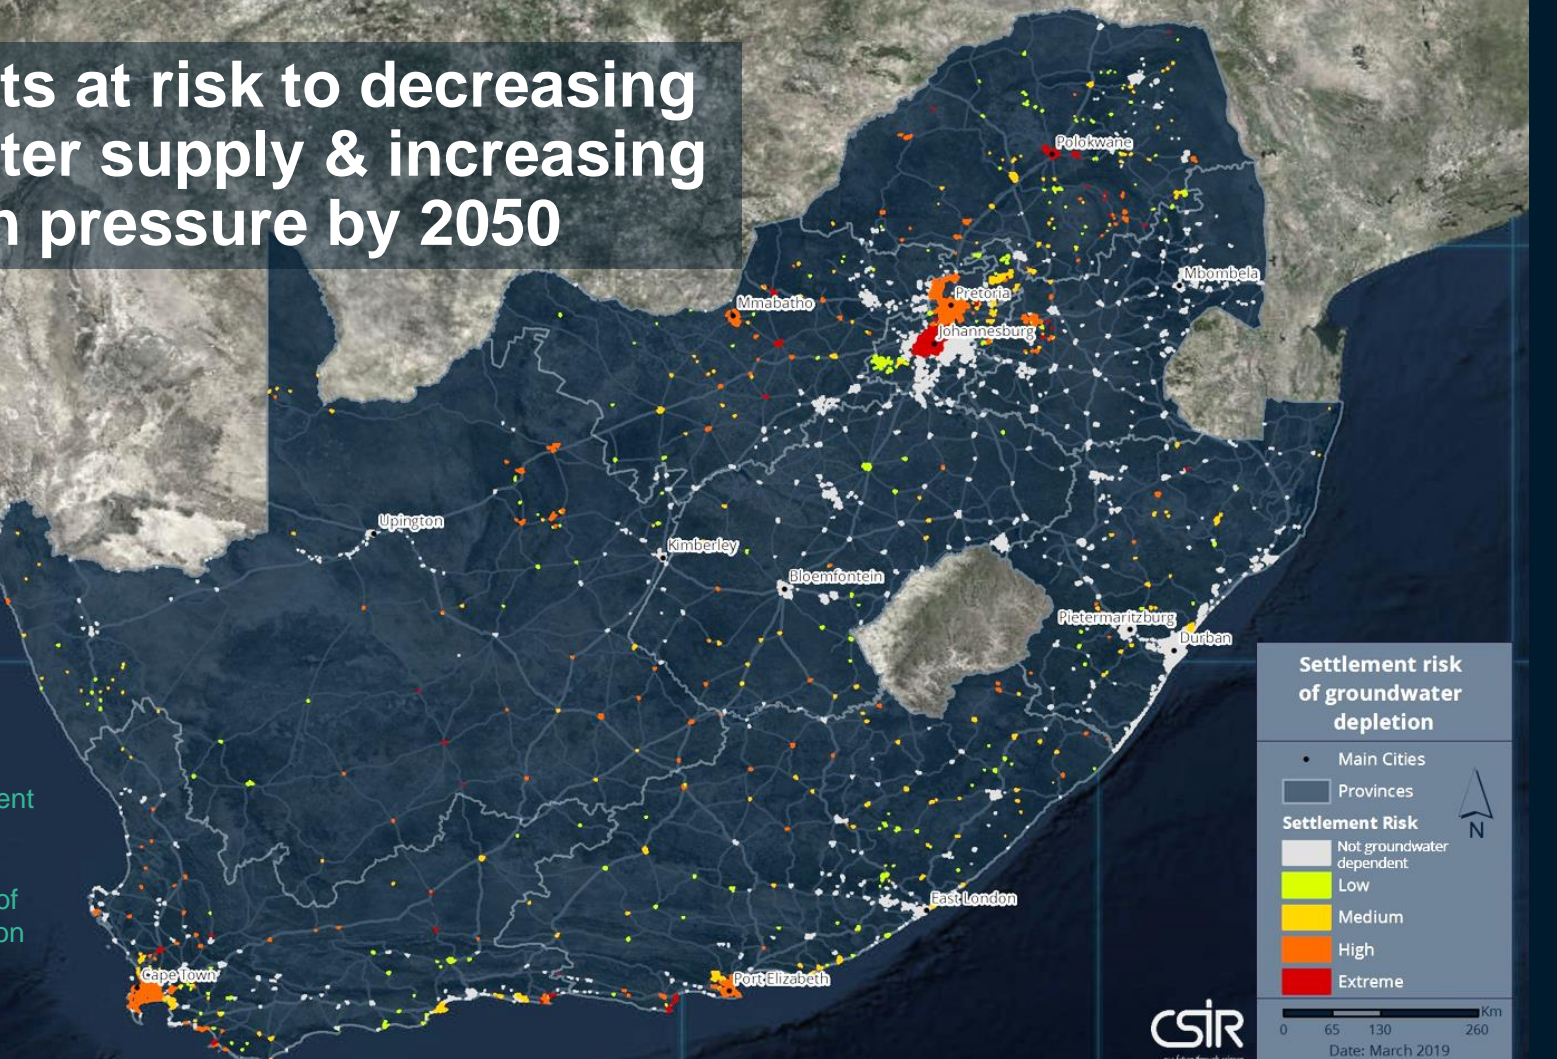 ts at risk to decreasing
ter supply & increasing
n pressure by 2050
Polokwane
Mbombela
Pretoria
Mmabatho
Johannesburg
Upington
Kimberley
Bloemfontein
Pietermaritzburg
Durban
East London
Cape Town
Port Elizabeth
ent
of
on
Settlement risk
of groundwater
depletion
Main Cities
Provinces
N
Settlement Risk
Not groundwater
dependent
Low
Medium
High
Extreme
Km
0 65 130 260
Date: March 2019
CSIR